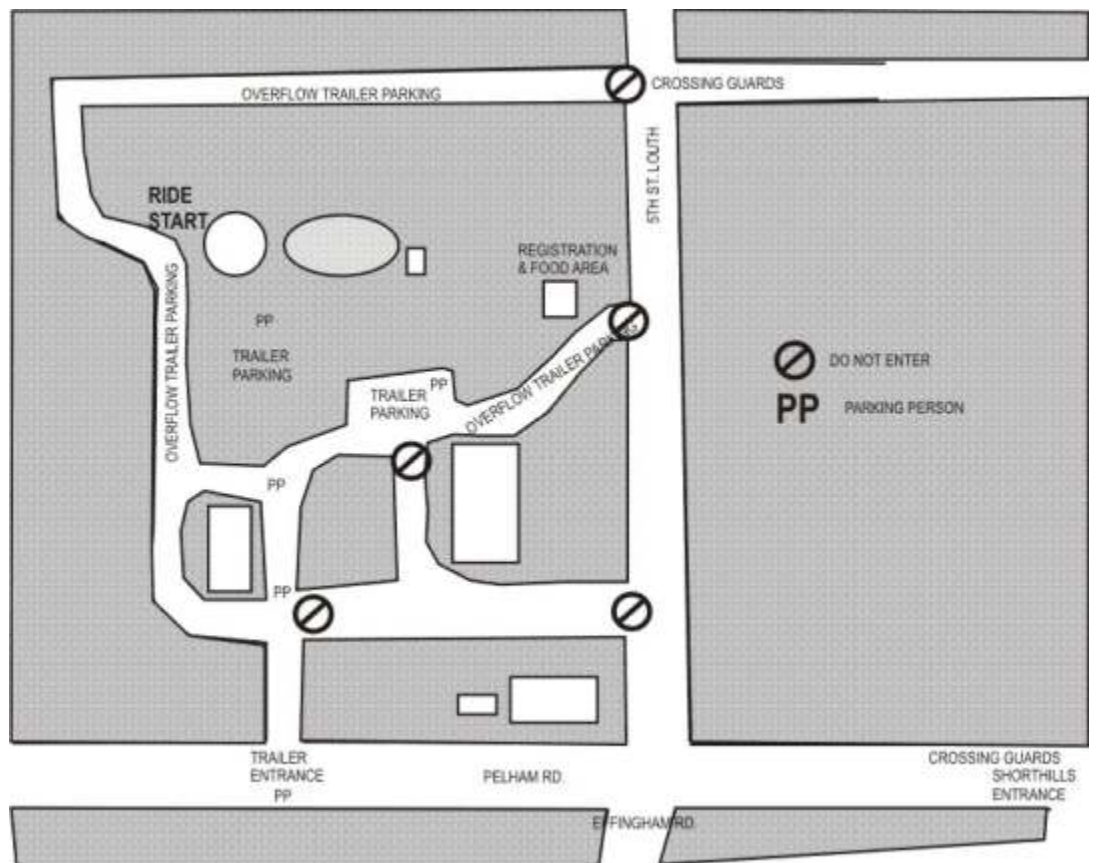 OVERFLOW TRAILER PARKING
CROSSING GUARDS
5TH ST. LOUTH
RIDE
START
REGISTRATION
& FOOD AREA
OVERFLOW TRAILER PARKING
PP
TRAILER
PARKING
TRAILER
PARKING
PP
OVERFLOW TRAILER PARKING
DO NOT ENTER
PP PARKING PERSON
PP
PP
TRAILER
ENTRANCE
PP
PELHAM RD.
CROSSING GUARDS
SHORTHILLS
ENTRANCE
EFFINGHAM RD.